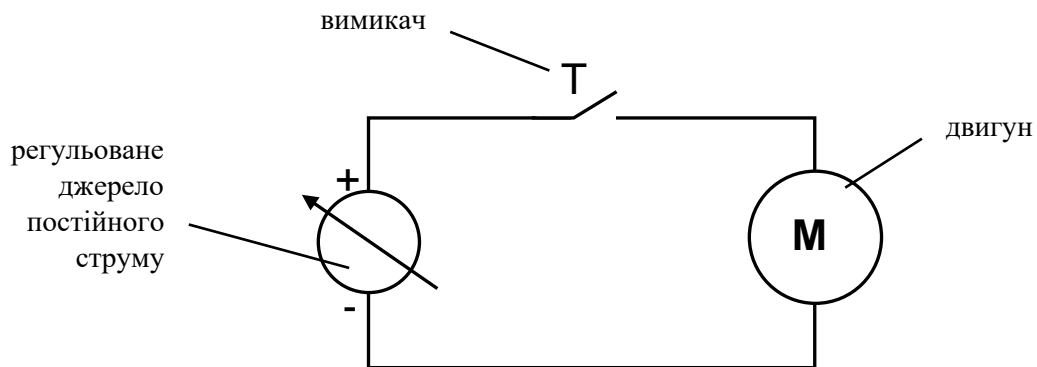 вимикач
T
двигун
регульоване
джерело
постійного
струму
+
M
-